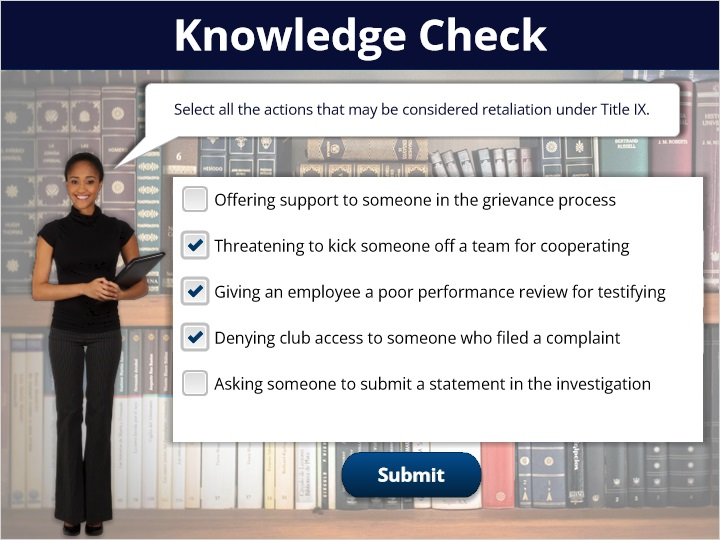 Knowledge Check
Select all the actions that may be considered retaliation under Title IX.
Offering support to someone in the grievance process
Threatening to kick someone off a team for cooperating
Giving an employee a poor performance review for testifying
Denying club access to someone who filed a complaint
Asking someone to submit a statement in the investigation
Submit